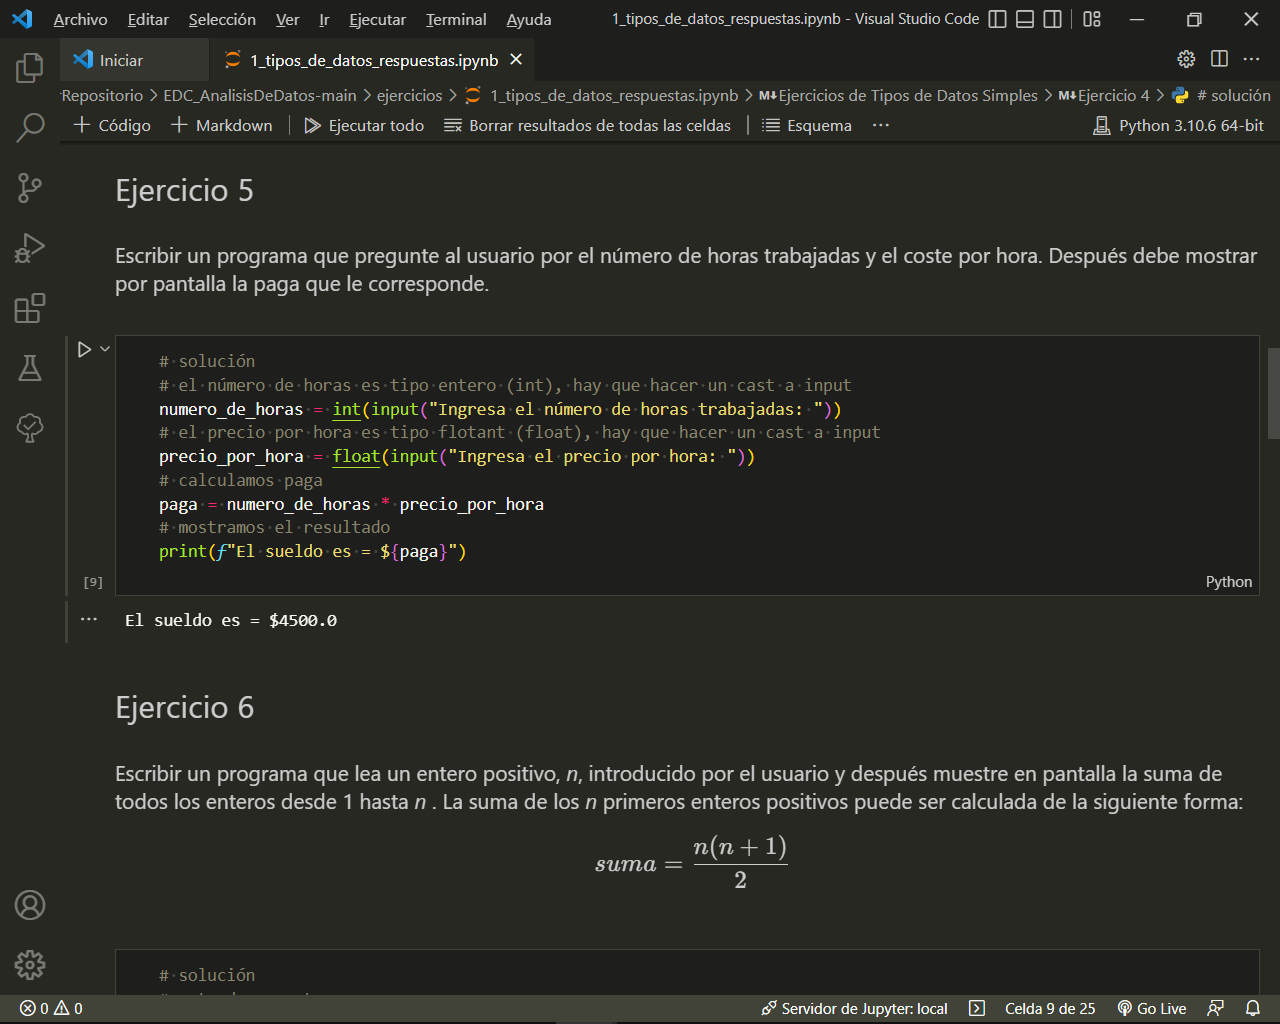 Archivo Editar Selección Ver Ir Ejecutar Terminal Ayuda 1_tipos_de_datos_respuestas.ipynb - Visual Studio Code
Iniciar 1_tipos_de_datos_respuestas.ipynb
Repositorio > EDC_AnalisisDeDatos-main > ejercicios > 1_tipos_de_datos_respuestas.ipynb > M↓Ejercicios de Tipos de Datos Simples > M↓Ejercicio 4 > # solución
+ Código + Markdown Ejecutar todo Borrar resultados de todas las celdas Esquema ··· Python 3.10.6 64-bit
Ejercicio 5
Escribir un programa que pregunte al usuario por el número de horas trabajadas y el coste por hora. Después debe mostrar
por pantalla la paga que le corresponde.
# solución
# el número de horas es tipo entero (int), hay que hacer un cast a input
numero_de_horas = int(input("Ingresa el número de horas trabajadas: "))
# el precio por hora es tipo flotant (float), hay que hacer un cast a input
precio_por_hora = float(input("Ingresa el precio por hora: "))
# calculamos paga
paga = numero_de_horas * precio_por_hora
# mostramos el resultado
print(f"El sueldo es = ${paga}")
[9] Python
··· El sueldo es = $4500.0
Ejercicio 6
Escribir un programa que lea un entero positivo, n, introducido por el usuario y después muestre en pantalla la suma de
todos los enteros desde 1 hasta n . La suma de los n primeros enteros positivos puede ser calculada de la siguiente forma:
suma = n(n + 1) / 2
# solución
0 0 Servidor de Jupyter: local Celda 9 de 25 Go Live